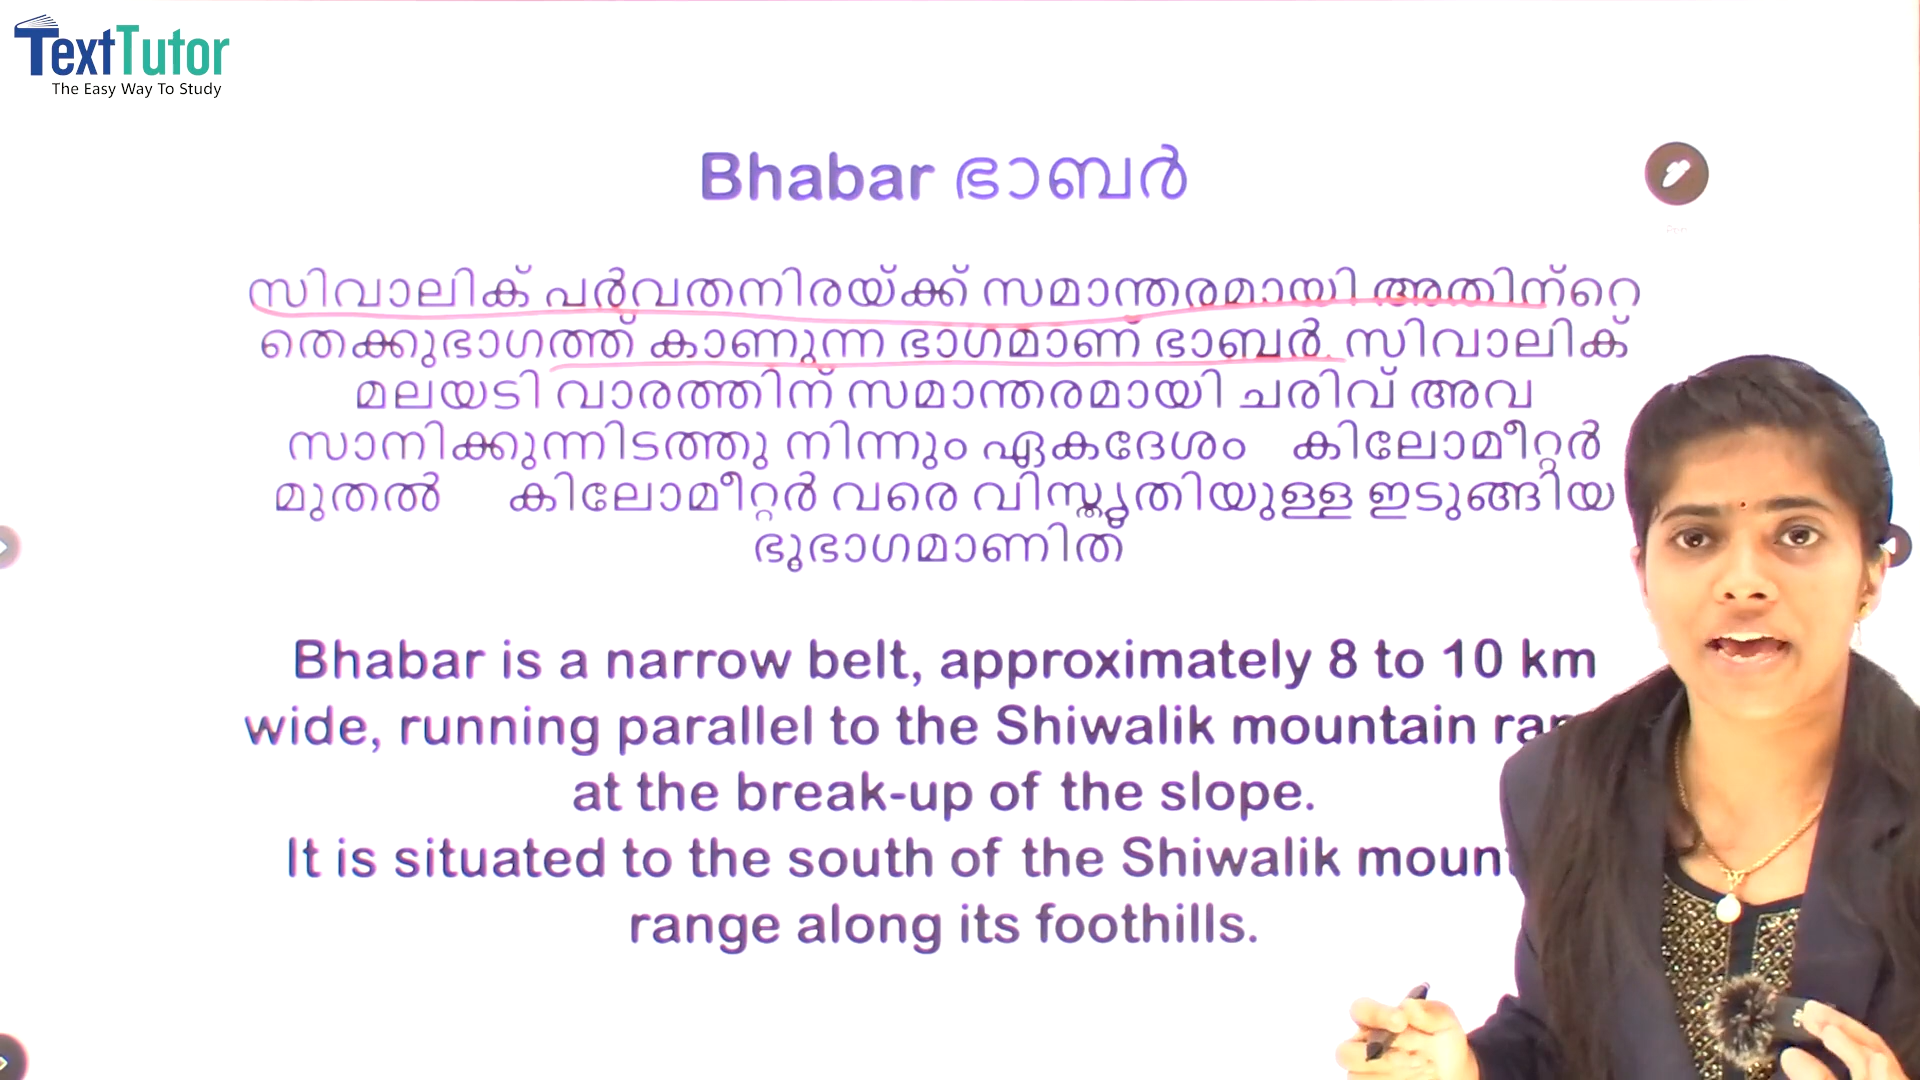 TextTutor
The Easy Way To Study
Bhabar ഭാബർ
സിവാലിക് പർവതനിരയ്ക്ക് സമാന്തരമായി അതിന്റെ
തെക്കുഭാഗത്ത് കാണുന്ന ഭാഗമാണ് ഭാബർ. സിവാലിക്
മലയടി വാരത്തിന് സമാന്തരമായി ചരിവ് അവ
സാനിക്കുന്നിടത്തു നിന്നും ഏകദേശം കിലോമീറ്റർ
മുതൽ കിലോമീറ്റർ വരെ വിസ്തൃതിയുള്ള ഇടുങ്ങിയ
ഭൂഭാഗമാണിത്
Bhabar is a narrow belt, approximately 8 to 10 km
wide, running parallel to the Shiwalik mountain
at the break-up of the slope.
It is situated to the south of the Shiwalik
range along its foothills.